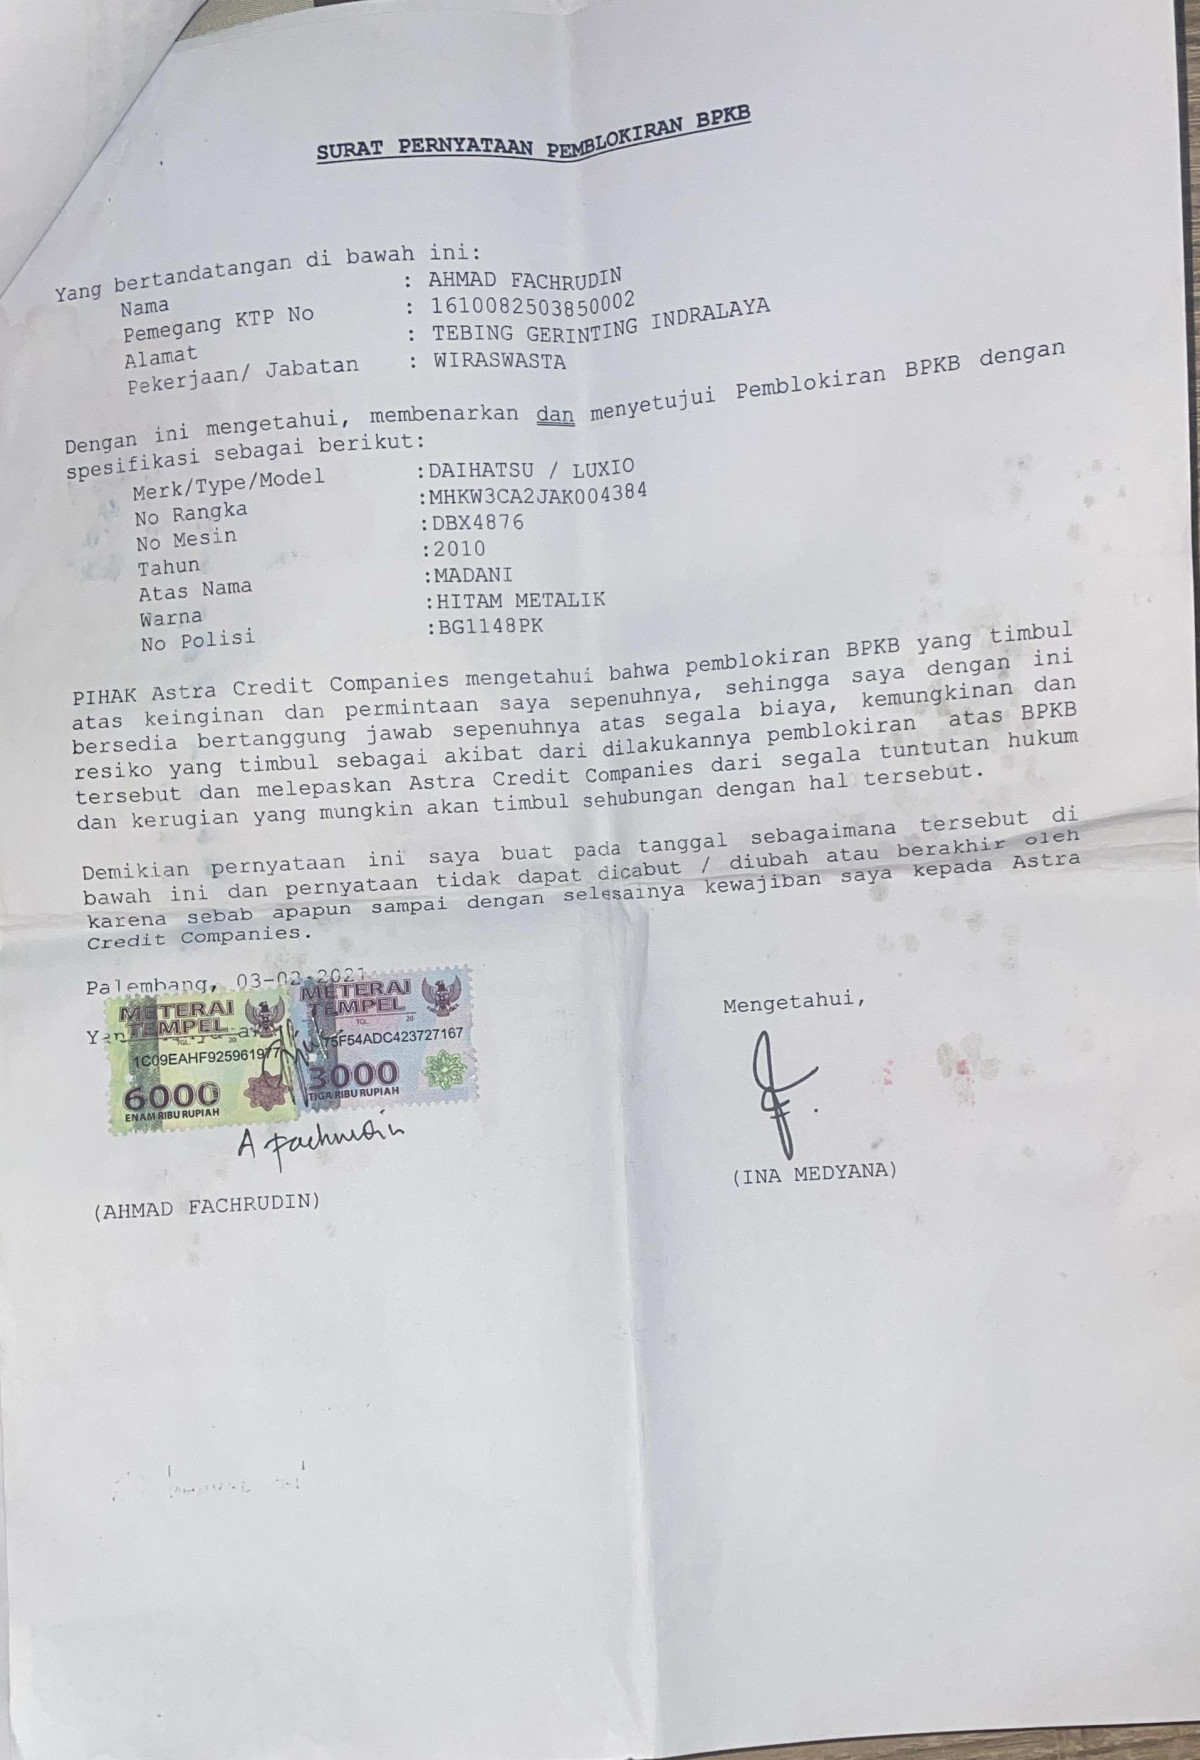 SURAT PERNYATAAN PEMBLOKIRAN BPKB
Yang bertandatangan di bawah ini:
Nama : AHMAD FACHRUDIN
Pemegang KTP No : 1610082503850002
Alamat : TEBING GERINTING INDRALAYA
Pekerjaan/ Jabatan : WIRASWASTA
Dengan ini mengetahui, membenarkan dan menyetujui Pemblokiran BPKB dengan
spesifikasi sebagai berikut:
Merk/Type/Model :DAIHATSU / LUXIO
No Rangka :MHKW3CA2JAK004384
No Mesin :DBX4876
Tahun :2010
Atas Nama :MADANI
Warna :HITAM METALIK
No Polisi :BG1148PK
PIHAK Astra Credit Companies mengetahui bahwa pemblokiran BPKB yang timbul
atas keinginan dan permintaan saya sepenuhnya, sehingga saya dengan ini
bersedia bertanggung jawab sepenuhnya atas segala biaya, kemungkinan dan
resiko yang timbul sebagai akibat dari dilakukannya pemblokiran atas BPKB
tersebut dan melepaskan Astra Credit Companies dari segala tuntutan hukum
dan kerugian yang mungkin akan timbul sehubungan dengan hal tersebut.
Demikian pernyataan ini saya buat pada tanggal sebagaimana tersebut di
bawah ini dan pernyataan tidak dapat dicabut / diubah atau berakhir oleh
karena sebab apapun sampai dengan selesainya kewajiban saya kepada Astra
Credit Companies.
Palembang, 03-02-2021
Mengetahui,
METERAI
TEMPEL
TGL 20
1C09EAHF925961977
6000
ENAM RIBU RUPIAH
METERAI
TEMPEL
TGL 20
75F54ADC423727167
3000
TIGA RIBU RUPIAH
A Fachrudin
(AHMAD FACHRUDIN)
(INA MEDYANA)